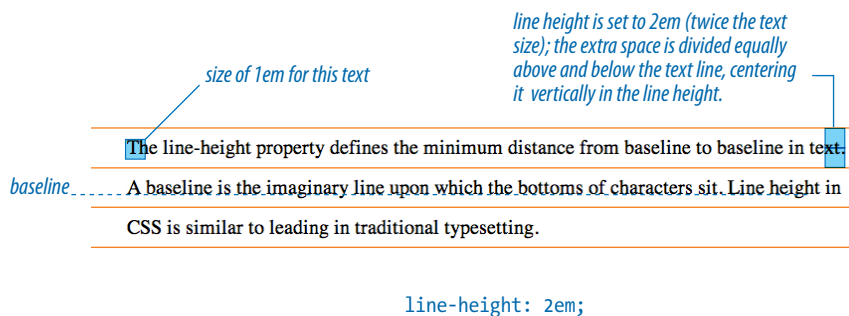 line height is set to 2em (twice the text
size); the extra space is divided equally
above and below the text line, centering
it vertically in the line height.
size of 1em for this text
The line-height property defines the minimum distance from baseline to baseline in text.
baseline
A baseline is the imaginary line upon which the bottoms of characters sit. Line height in
CSS is similar to leading in traditional typesetting.
line-height: 2em;